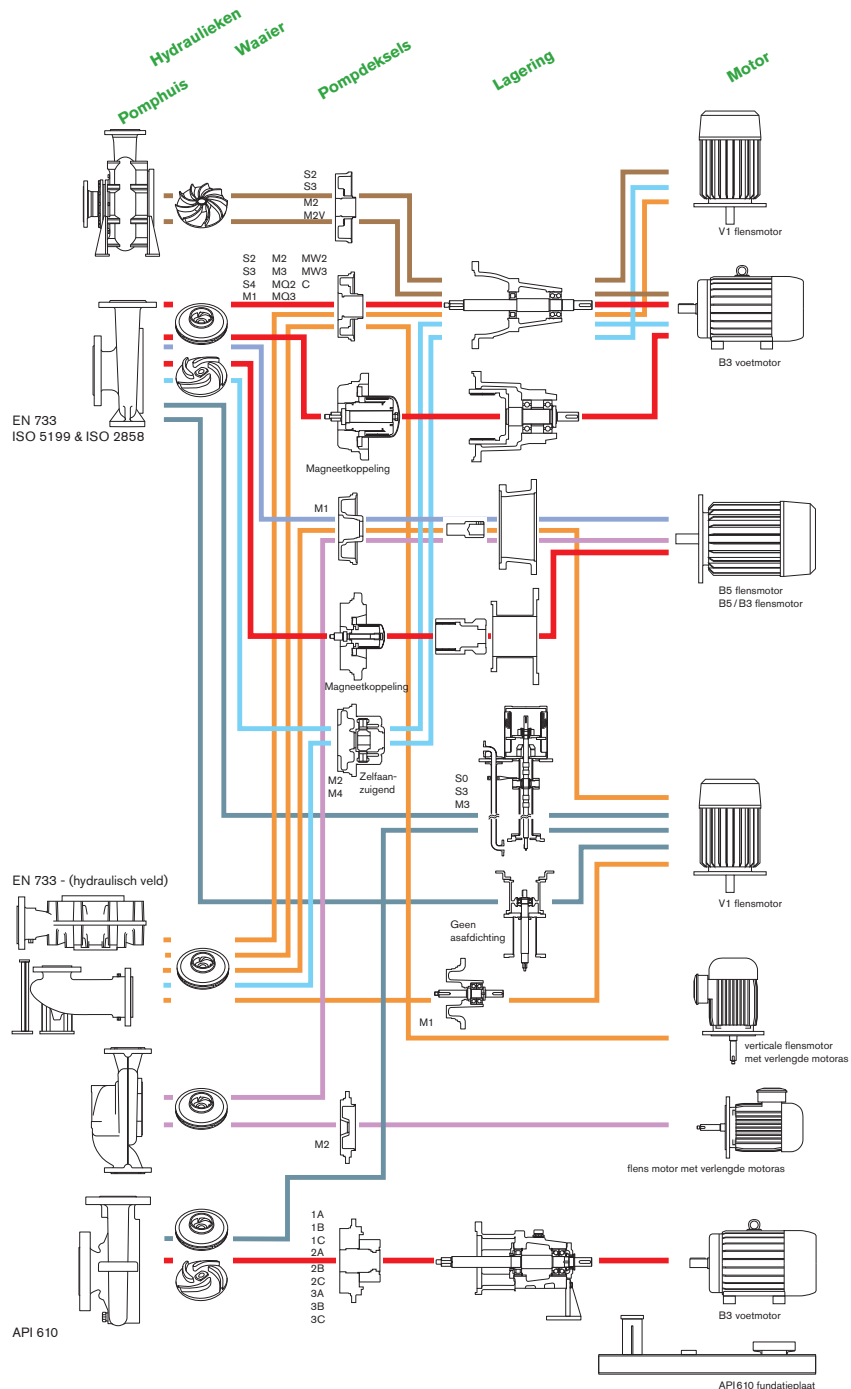 Hydraulieken
Waaier
Pomphuis
Pompdeksels
Lagering
Motor
S2
S3
M2
M2V
V1 flensmotor
S2 M2 MW2
S3 M3 MW3
S4 MQ2 C
M1 MQ3
B3 voetmotor
EN 733
ISO 5199 & ISO 2858
Magneetkoppeling
M1
B5 flensmotor
B5/B3 flensmotor
Magneetkoppeling
M2
M4
Zelfaan-
zuigend
S0
S3
M3
V1 flensmotor
EN 733 - (hydraulisch veld)
Geen
asafdichting
M1
verticale flensmotor
met verlengde motoras
M2
flens motor met verlengde motoras
1A
1B
1C
2A
2B
2C
3A
3B
3C
API 610
B3 voetmotor
API 610 fundatieplaat